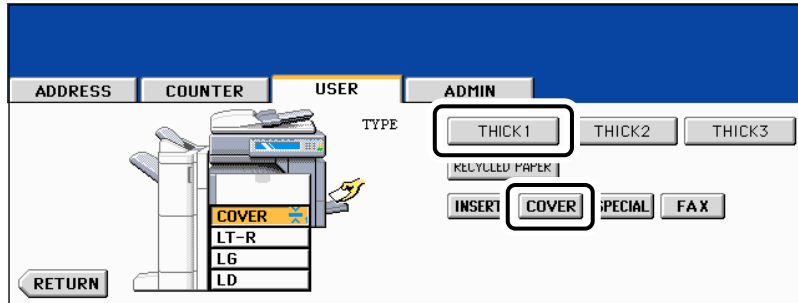 ADDRESS COUNTER USER ADMIN
TYPE THICK1 THICK2 THICK3
RECYCLED PAPER
INSERT COVER SPECIAL FAX
COVER
LT-R
LG
LD
RETURN